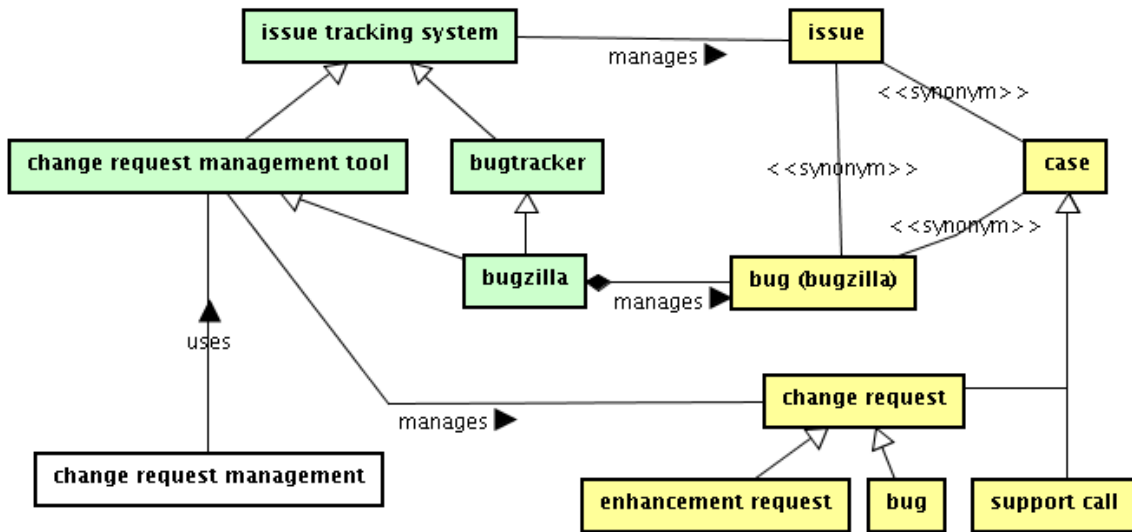 issue tracking system
issue
manages
<<synonym>>
change request management tool
bugtracker
<<synonym>>
case
<<synonym>>
bugzilla
bug (bugzilla)
manages
uses
change request
manages
change request management
enhancement request
bug
support call